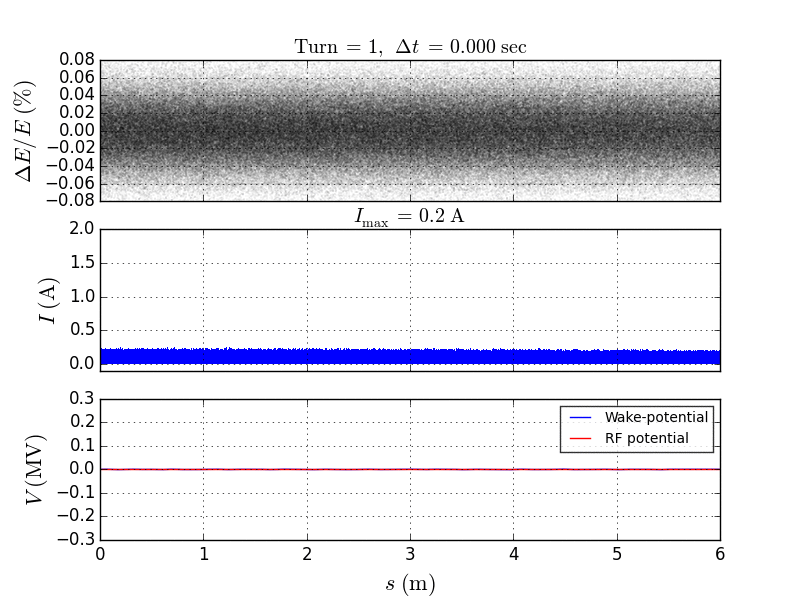 Turn = 1, Δt = 0.000 sec
0.08
0.06
0.04
0.02
0.00
−0.02
−0.04
−0.06
−0.08
ΔE/E (%)
I_max = 0.2 A
2.0
1.5
1.0
0.5
0.0
I (A)
0.3
0.2
0.1
0.0
−0.1
−0.2
−0.3
V (MV)
Wake-potential
RF potential
0 1 2 3 4 5 6
s (m)